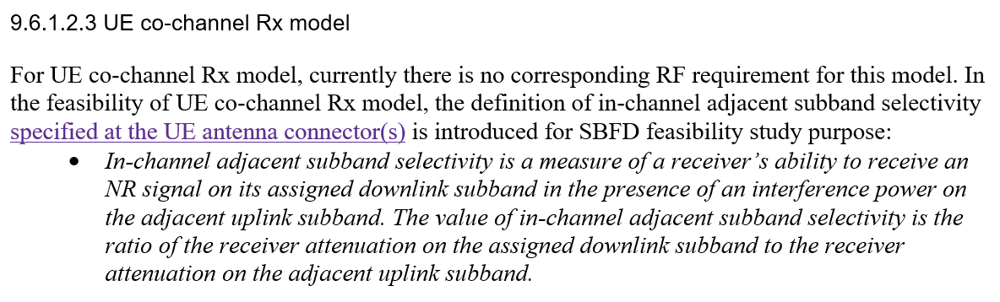 9.6.1.2.3 UE co-channel Rx model
For UE co-channel Rx model, currently there is no corresponding RF requirement for this model. In
the feasibility of UE co-channel Rx model, the definition of in-channel adjacent subband selectivity
specified at the UE antenna connector(s) is introduced for SBFD feasibility study purpose:
• In-channel adjacent subband selectivity is a measure of a receiver’s ability to receive an
NR signal on its assigned downlink subband in the presence of an interference power on
the adjacent uplink subband. The value of in-channel adjacent subband selectivity is the
ratio of the receiver attenuation on the assigned downlink subband to the receiver
attenuation on the adjacent uplink subband.